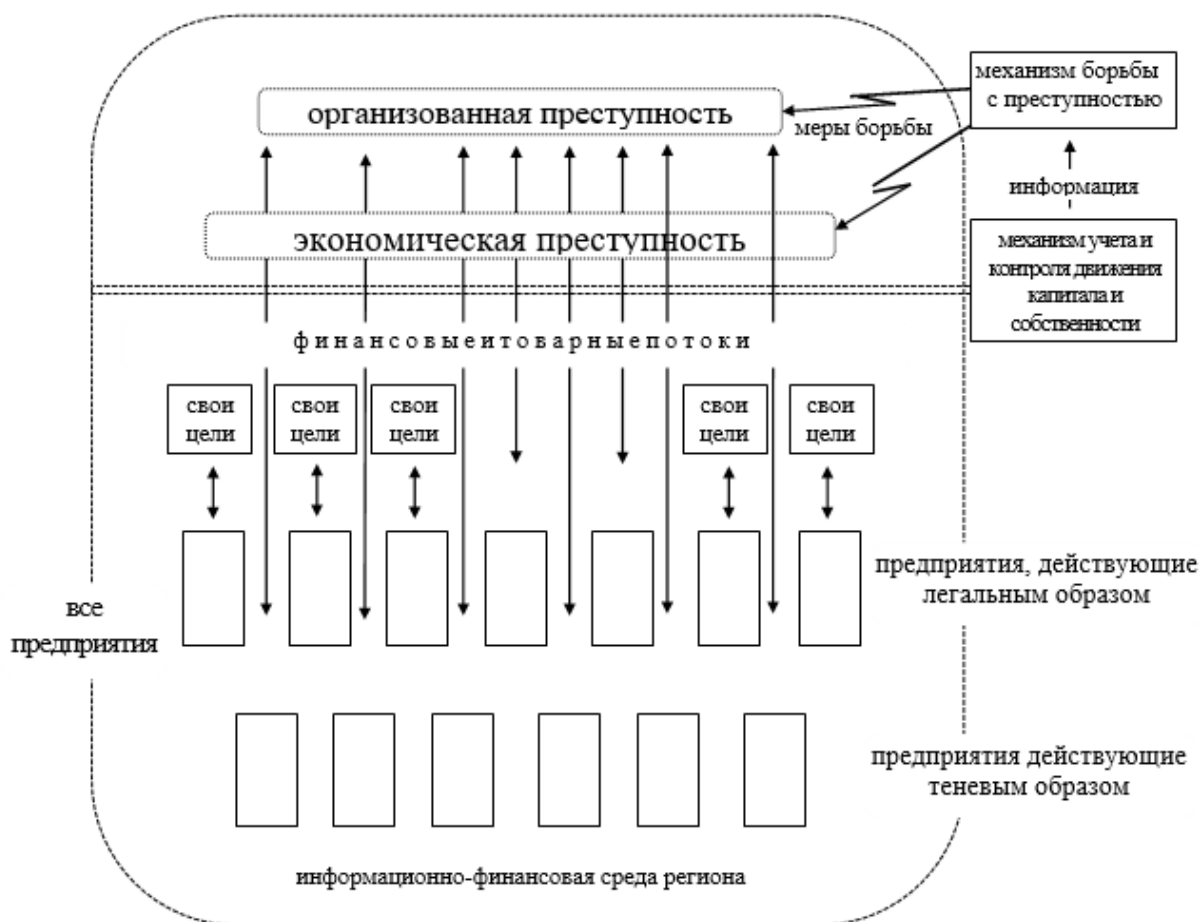 механизм борьбы
с преступностью
организованная преступность
меры борьбы
информация
экономическая преступность
механизм учета и
контроля движения
капитала и
собственности
финансовыеитоварныепотоки
свои
цели
свои
цели
свои
цели
свои
цели
свои
цели
предприятия, действующие
легальным образом
все
предприятия
предприятия действующие
теневым образом
информационно-финансовая среда региона